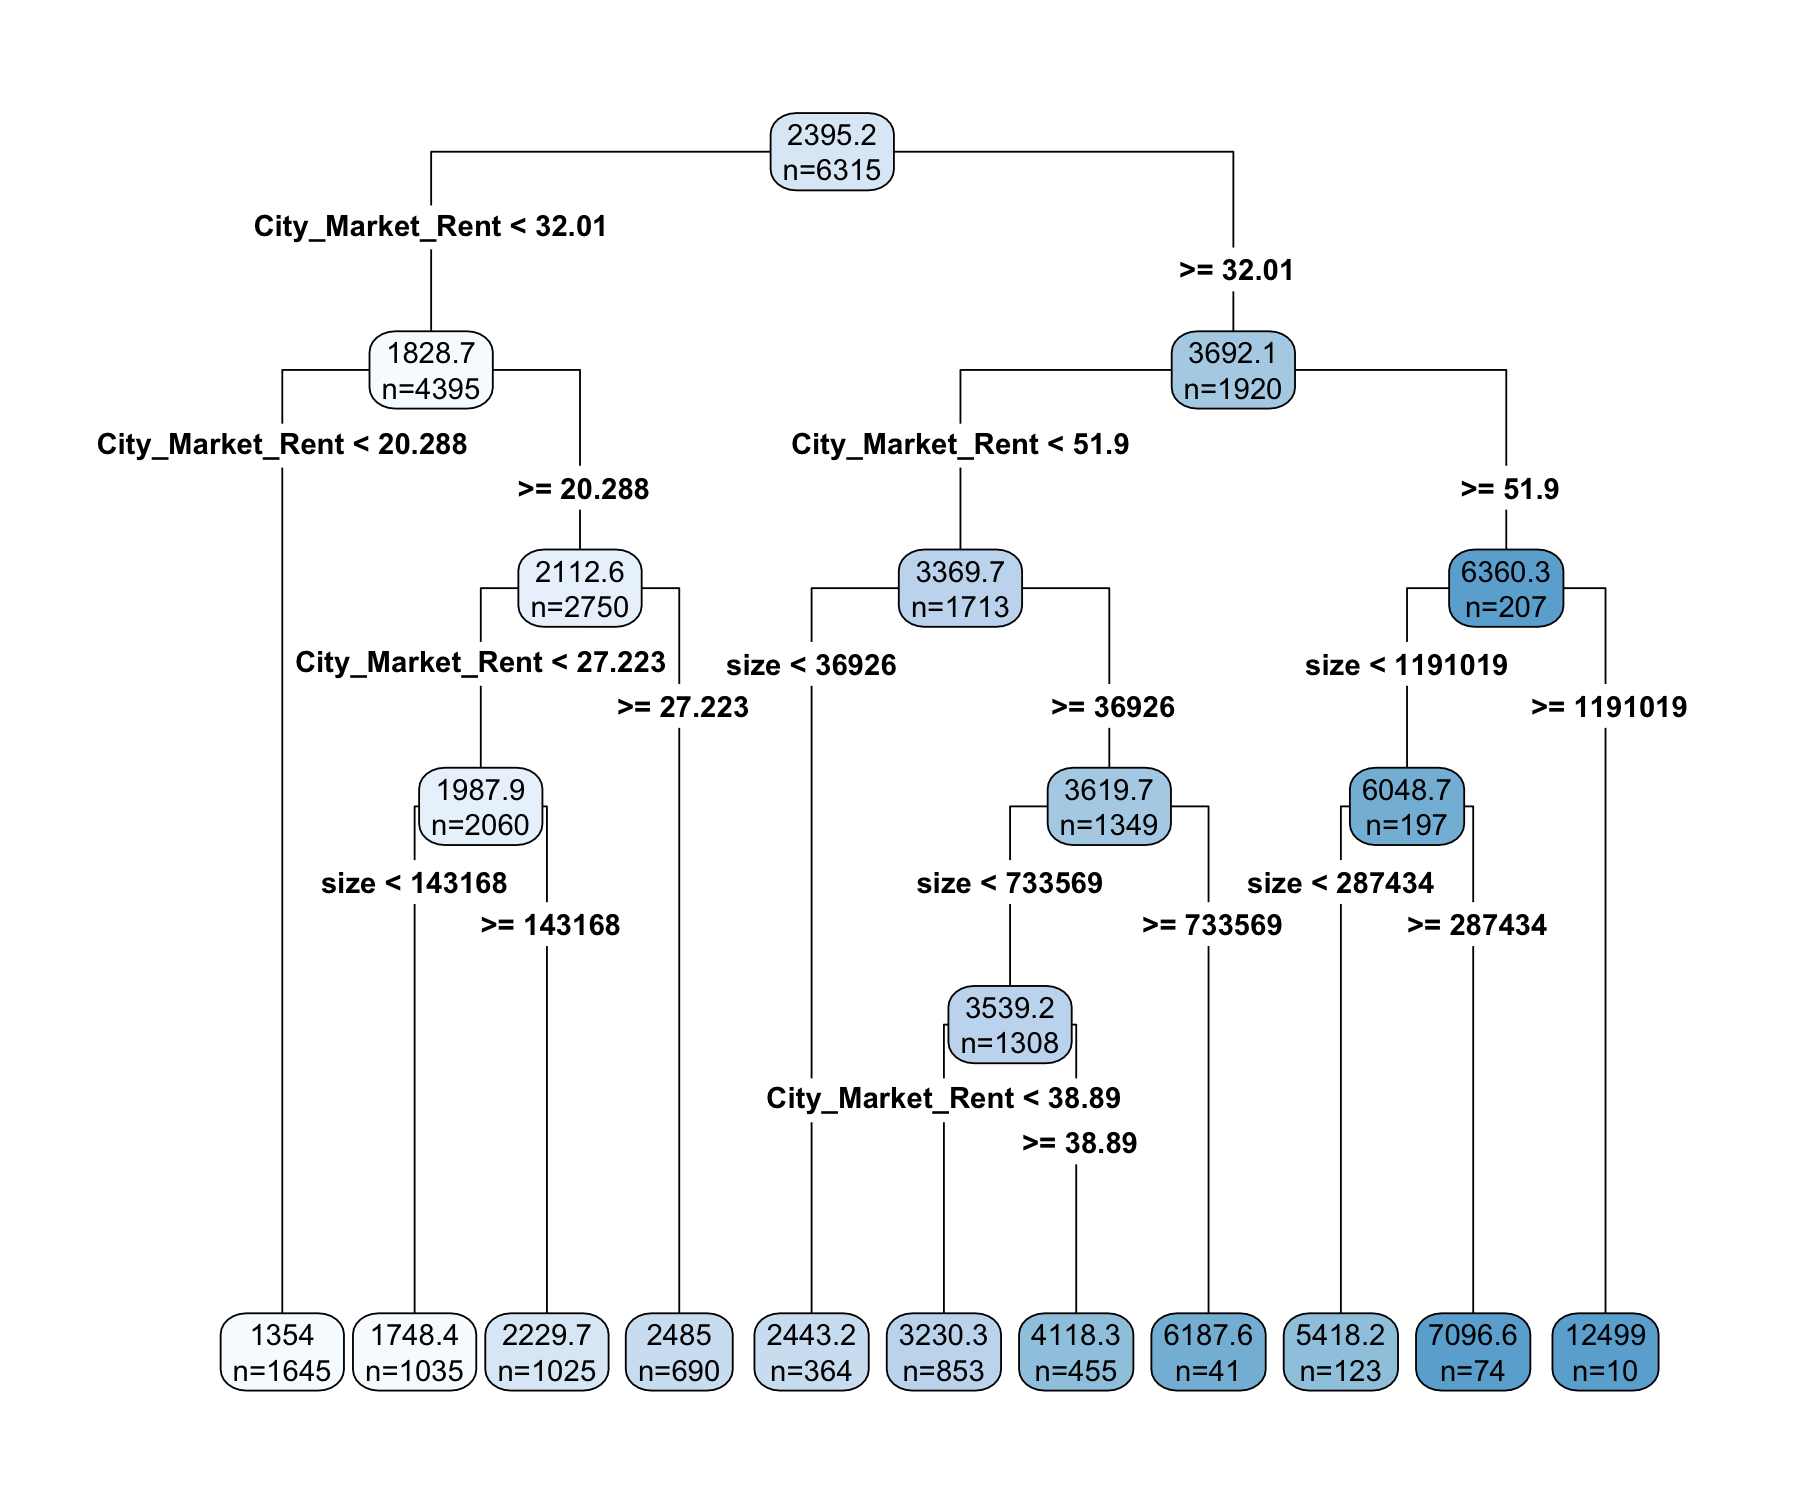 2395.2
n=6315
City_Market_Rent < 32.01
>= 32.01
1828.7
n=4395
3692.1
n=1920
City_Market_Rent < 20.288
>= 20.288
City_Market_Rent < 51.9
>= 51.9
2112.6
n=2750
3369.7
n=1713
6360.3
n=207
City_Market_Rent < 27.223
>= 27.223
size < 36926
>= 36926
size < 1191019
>= 1191019
1987.9
n=2060
3619.7
n=1349
6048.7
n=197
size < 143168
>= 143168
size < 733569
>= 733569
size < 287434
>= 287434
3539.2
n=1308
City_Market_Rent < 38.89
>= 38.89
1354
n=1645
1748.4
n=1035
2229.7
n=1025
2485
n=690
2443.2
n=364
3230.3
n=853
4118.3
n=455
6187.6
n=41
5418.2
n=123
7096.6
n=74
12499
n=10